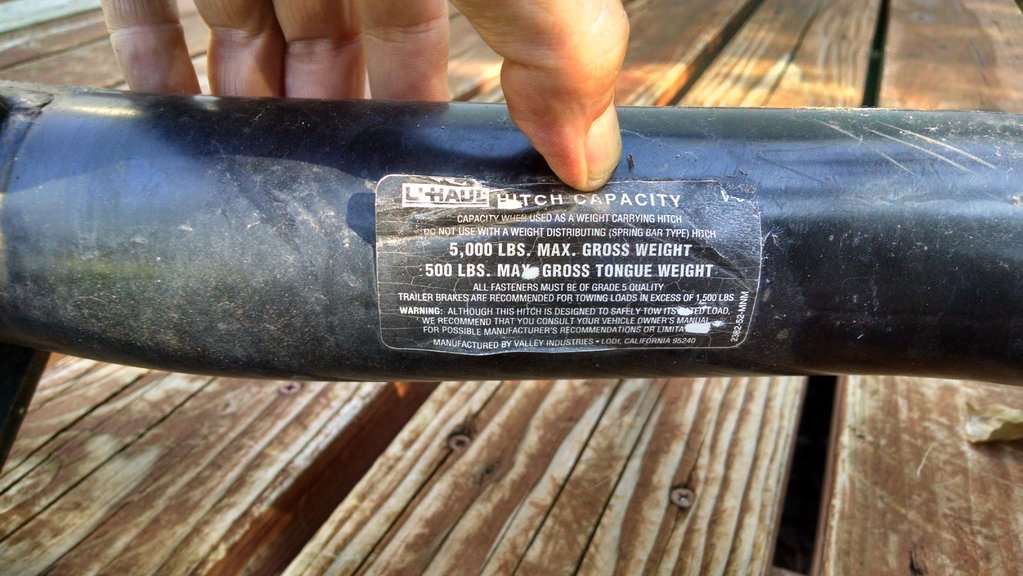 U-HAUL HITCH CAPACITY
CAPACITY WHEN USED AS A WEIGHT CARRYING HITCH
DO NOT USE WITH A WEIGHT DISTRIBUTING (SPRING BAR TYPE) HITCH
5,000 LBS. MAX. GROSS WEIGHT
500 LBS. MAX. GROSS TONGUE WEIGHT
ALL FASTENERS MUST BE OF GRADE 5 QUALITY
TRAILER BRAKES ARE RECOMMENDED FOR TOWING LOADS IN EXCESS OF 1,500 LBS
WARNING: ALTHOUGH THIS HITCH IS DESIGNED TO SAFELY TOW ITS RATED LOAD,
WE RECOMMEND THAT YOU CONSULT YOUR VEHICLE OWNER'S MANUAL
FOR POSSIBLE MANUFACTURER'S RECOMMENDATIONS OR
MANUFACTURED BY VALLEY INDUSTRIES • LODI, CALIFORNIA 95240